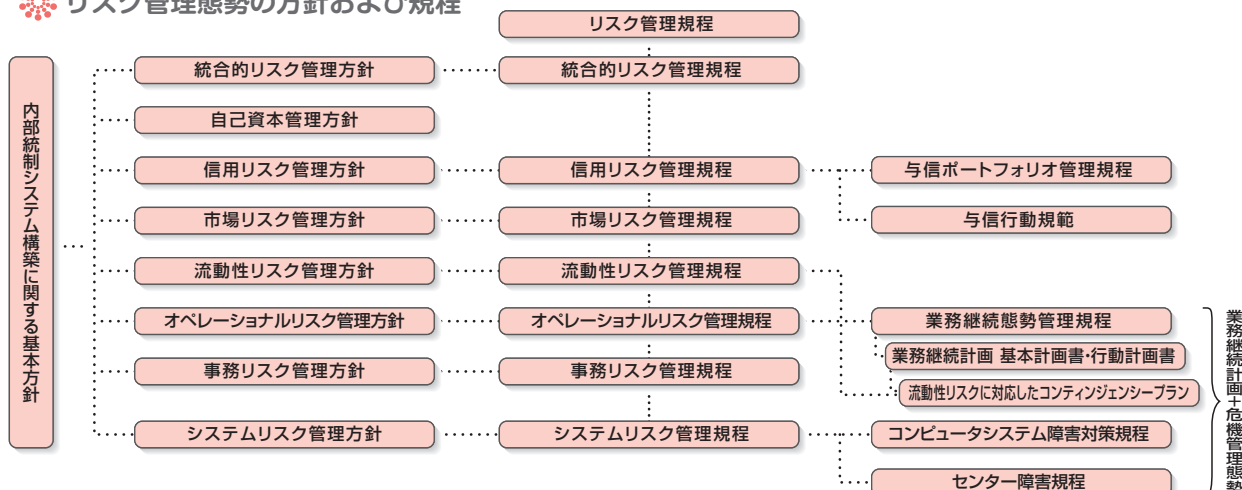 リスク管理態勢の方針および規程
リスク管理規程
内部統制システム構築に関する基本方針
統合的リスク管理方針
統合的リスク管理規程
自己資本管理方針
信用リスク管理方針
信用リスク管理規程
与信ポートフォリオ管理規程
市場リスク管理方針
市場リスク管理規程
与信行動規範
流動性リスク管理方針
流動性リスク管理規程
オペレーショナルリスク管理方針
オペレーショナルリスク管理規程
業務継続態勢管理規程
業務継続計画 基本計画書・行動計画書
事務リスク管理方針
事務リスク管理規程
流動性リスクに対応したコンティンジェンシープラン
システムリスク管理方針
システムリスク管理規程
コンピュータシステム障害対策規程
センター障害規程
業務継続計画+危機管理態勢